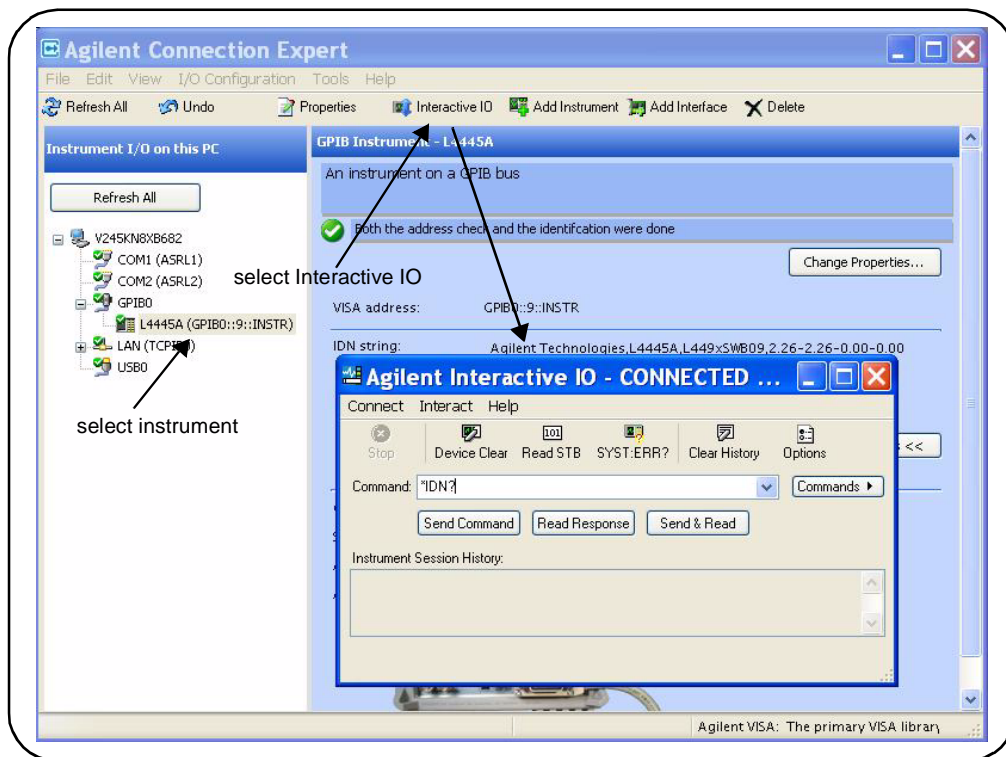 Agilent Connection Expert
File Edit View I/O Configuration Tools Help
Refresh All Undo Properties Interactive IO Add Instrument Add Interface Delete
Instrument I/O on this PC
Refresh All
V245KN8XB682
COM1 (ASRL1)
COM2 (ASRL2)
GPIB0
L4445A (GPIB0::9::INSTR)
LAN
USB0
select Interactive IO
select instrument
GPIB Instrument - L4445A
An instrument on a GPIB bus
Both the address check and the identifcation were done
Change Properties...
VISA address: GPIB0::9::INSTR
IDN string: Agilent Technologies,L4445A,L449xSWB09,2.26-2.26-0.00-0.00
<<
Agilent Interactive IO - CONNECTED ...
Connect Interact Help
Stop Device Clear Read STB SYST:ERR? Clear History Options
Command: *IDN? Commands
Send Command Read Response Send & Read
Instrument Session History:
Agilent VISA: The primary VISA library